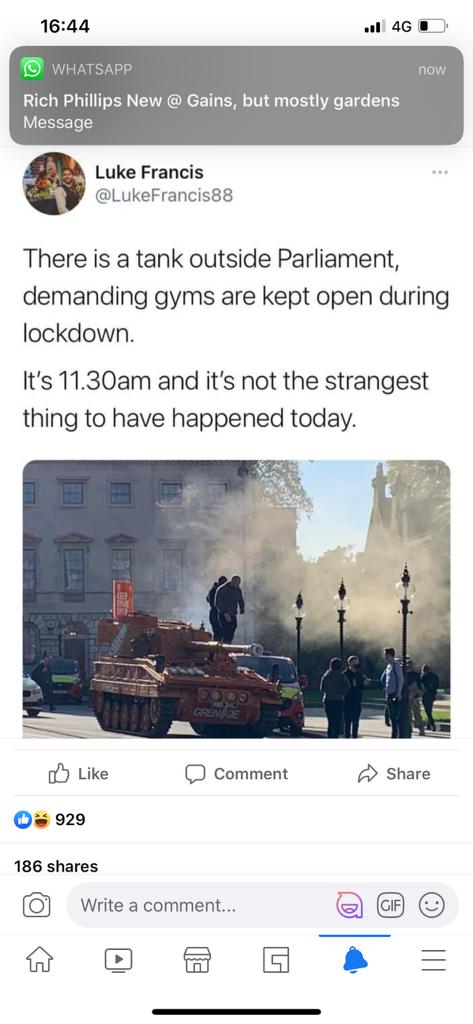 16:44
4G
WHATSAPP
now
Rich Phillips New @ Gains, but mostly gardens
Message
Luke Francis
@LukeFrancis88
There is a tank outside Parliament,
demanding gyms are kept open during
lockdown.
It's 11.30am and it's not the strangest
thing to have happened today.
KEEP
OPEN
GRENADE
Like
Comment
Share
929
186 shares
Write a comment...
GIF